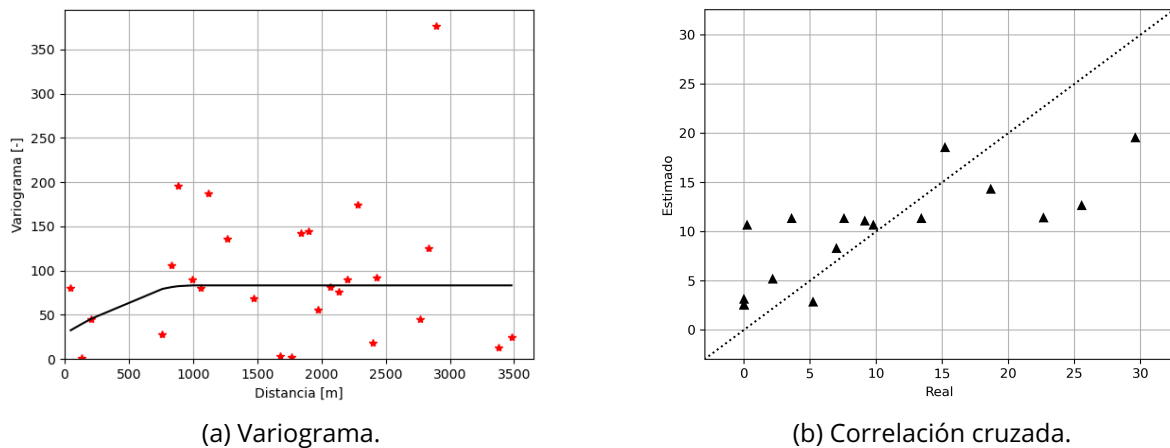 350
300
250
200
150
100
50
0
Variograma [-]
0 500 1000 1500 2000 2500 3000 3500
Distancia [m]
(a) Variograma.
30
25
20
15
10
5
0
Estimado
0 5 10 15 20 25 30
Real
(b) Correlación cruzada.